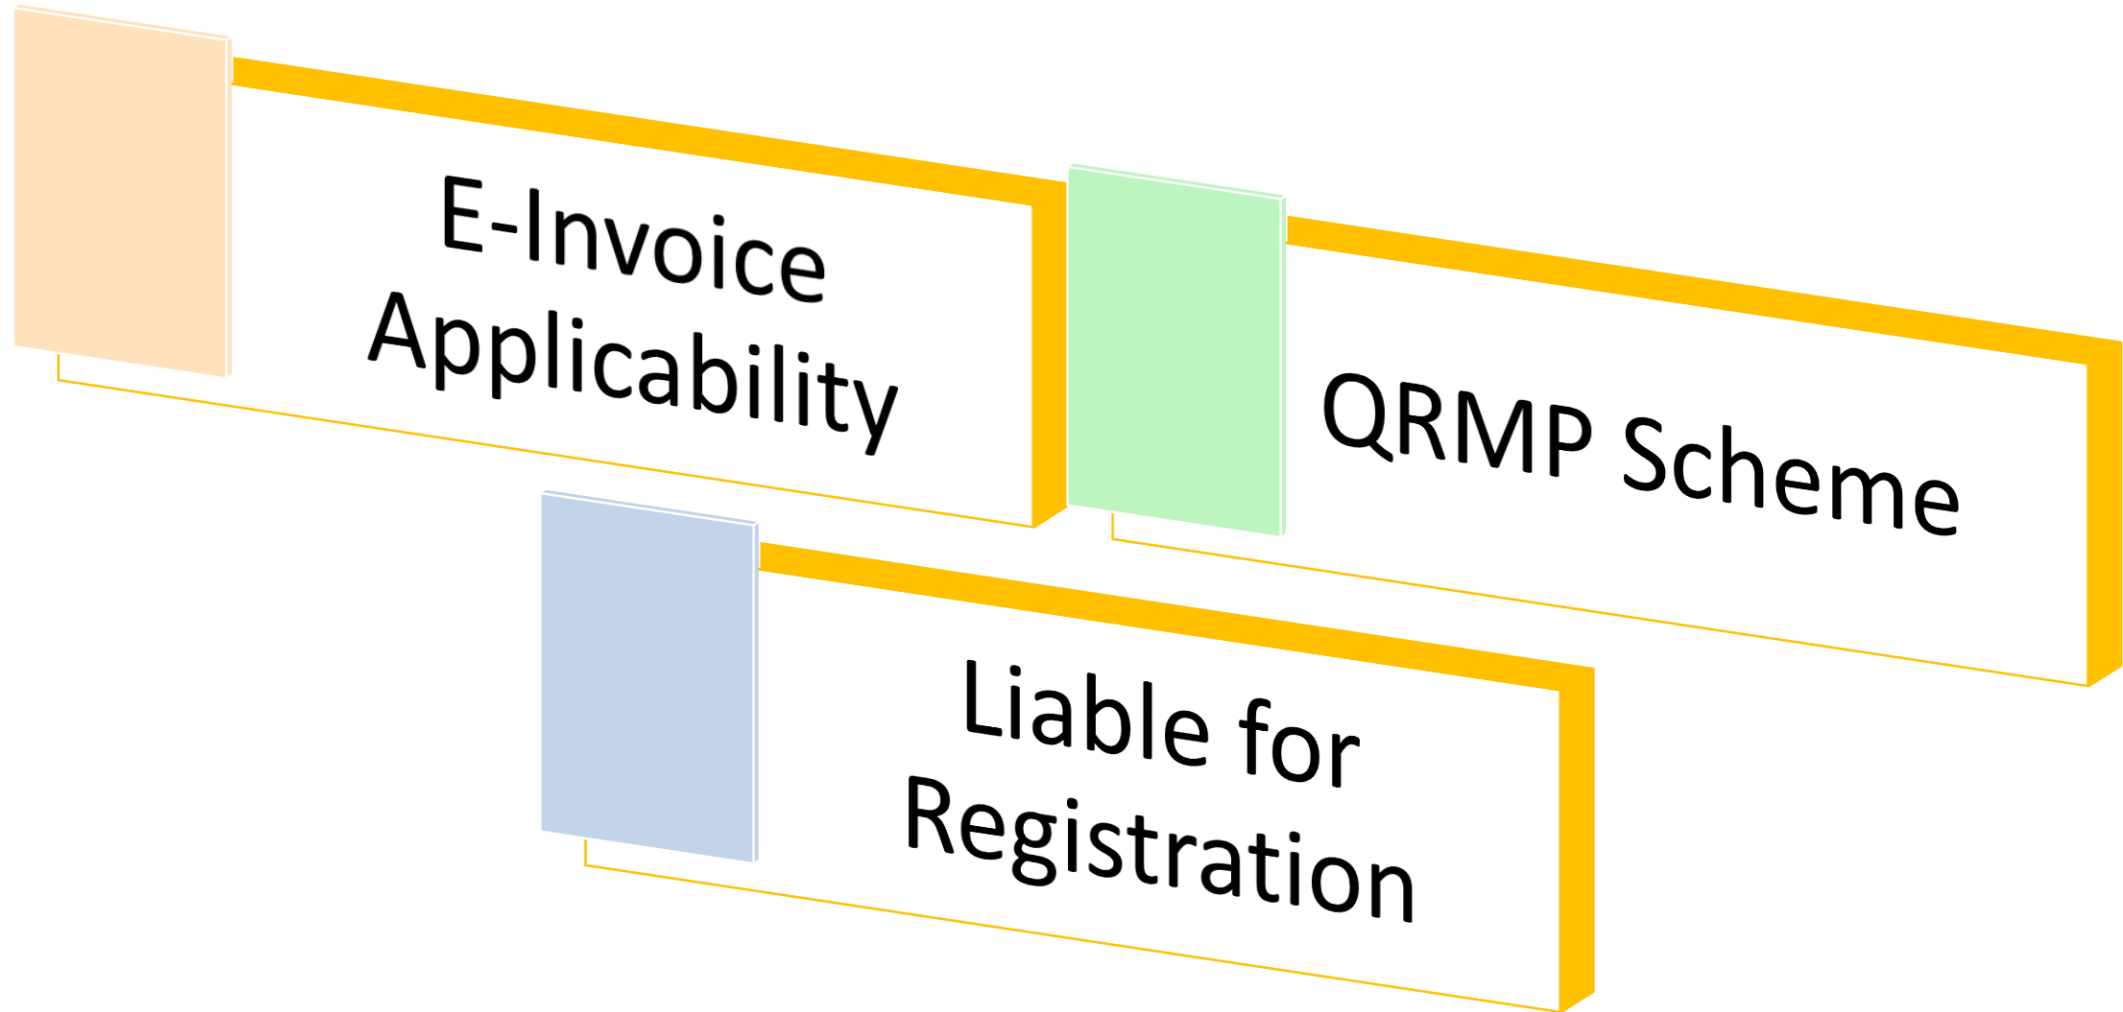 E-Invoice
Applicability
QRMP Scheme
Liable for
Registration